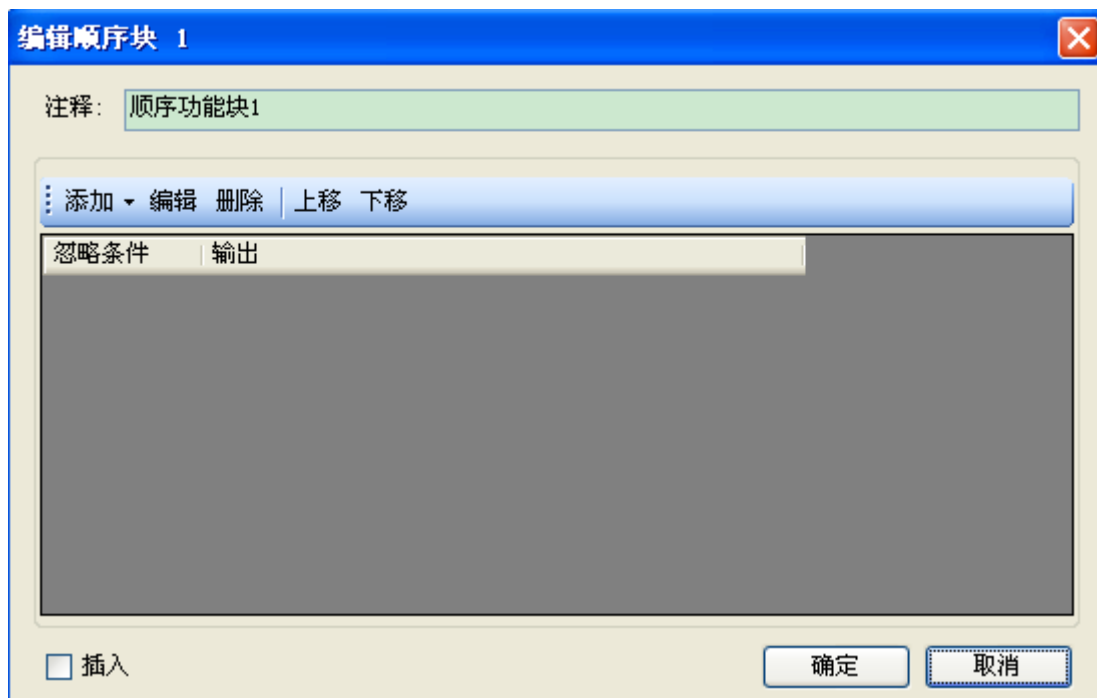 编辑顺序块 1
注释: 顺序功能块1
添加 编辑 删除 上移 下移
忽略条件 输出
插入 确定 取消